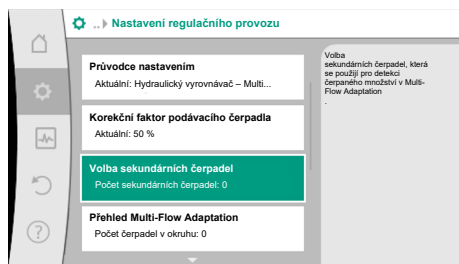 ..▸ Nastavení regulačního provozu
Průvodce nastavením
Aktuální: Hydraulický vyrovnávač – Multi...
Korekční faktor podávacího čerpadla
Aktuální: 50 %
Volba sekundárních čerpadel
Počet sekundárních čerpadel: 0
Přehled Multi-Flow Adaptation
Počet čerpadel v okruhu: 0
Volba
sekundárních čerpadel, která
se použijí pro detekci
čerpaného množství v Multi-
Flow Adaptation
.